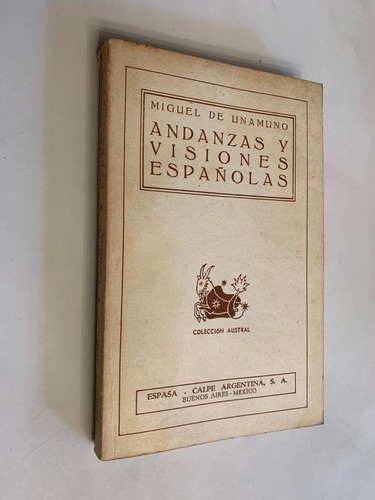 MIGUEL DE UNAMUNO
ANDANZAS Y
VISIONES
ESPAÑOLAS
COLECCIÓN AUSTRAL
ESPASA - CALPE ARGENTINA, S. A.
BUENOS AIRES - MEXICO